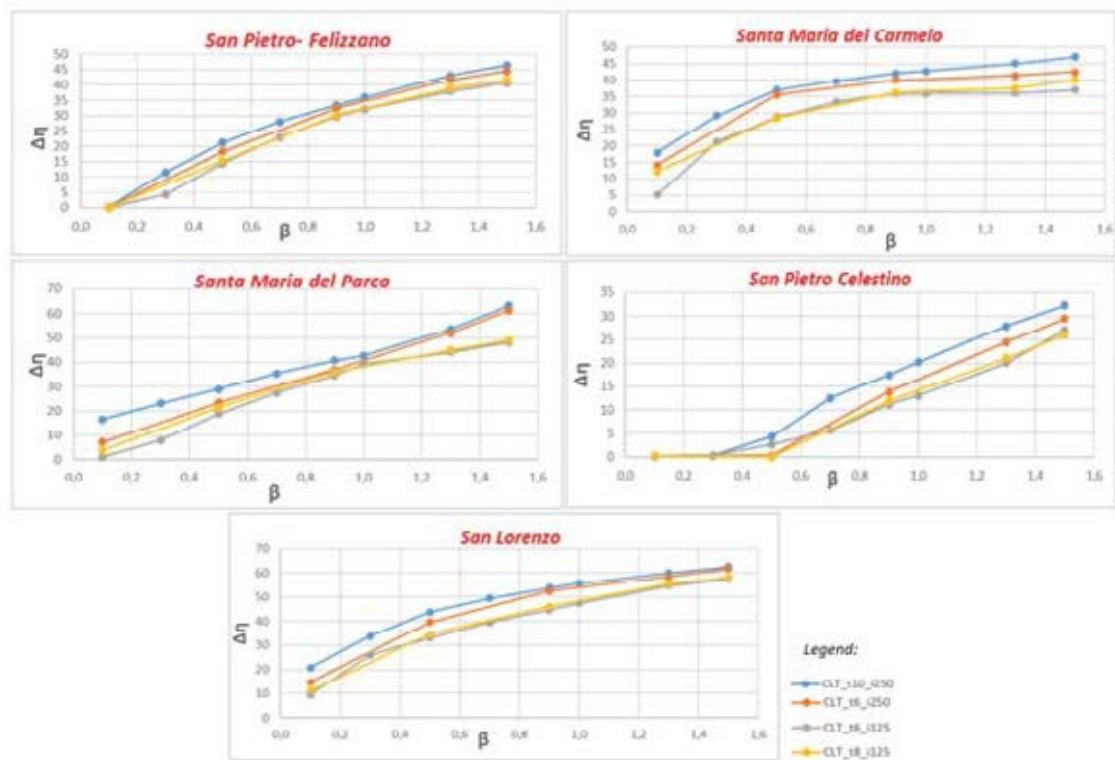 San Pietro- Felizzano
50
45
40
35
30
25
20
15
10
5
0
Δη
0,0 0,2 0,4 0,6 0,8 1,0 1,2 1,4 1,6
β
Santa Maria del Carmelo
50
45
40
35
30
25
20
15
10
5
0
Δη
0,0 0,2 0,4 0,6 0,8 1,0 1,2 1,4 1,6
β
Santa Maria del Parco
70
60
50
40
30
20
10
0
Δη
0,0 0,2 0,4 0,6 0,8 1,0 1,2 1,4 1,6
β
San Pietro Celestino
35
30
25
20
15
10
5
0
Δη
0,0 0,2 0,4 0,6 0,8 1,0 1,2 1,4 1,6
β
San Lorenzo
70
60
50
40
30
20
10
0
Δη
0,0 0,2 0,4 0,6 0,8 1,0 1,2 1,4 1,6
β
Legend:
CLT_t10_i250
CLT_t6_i250
CLT_t6_i125
CLT_t8_i125